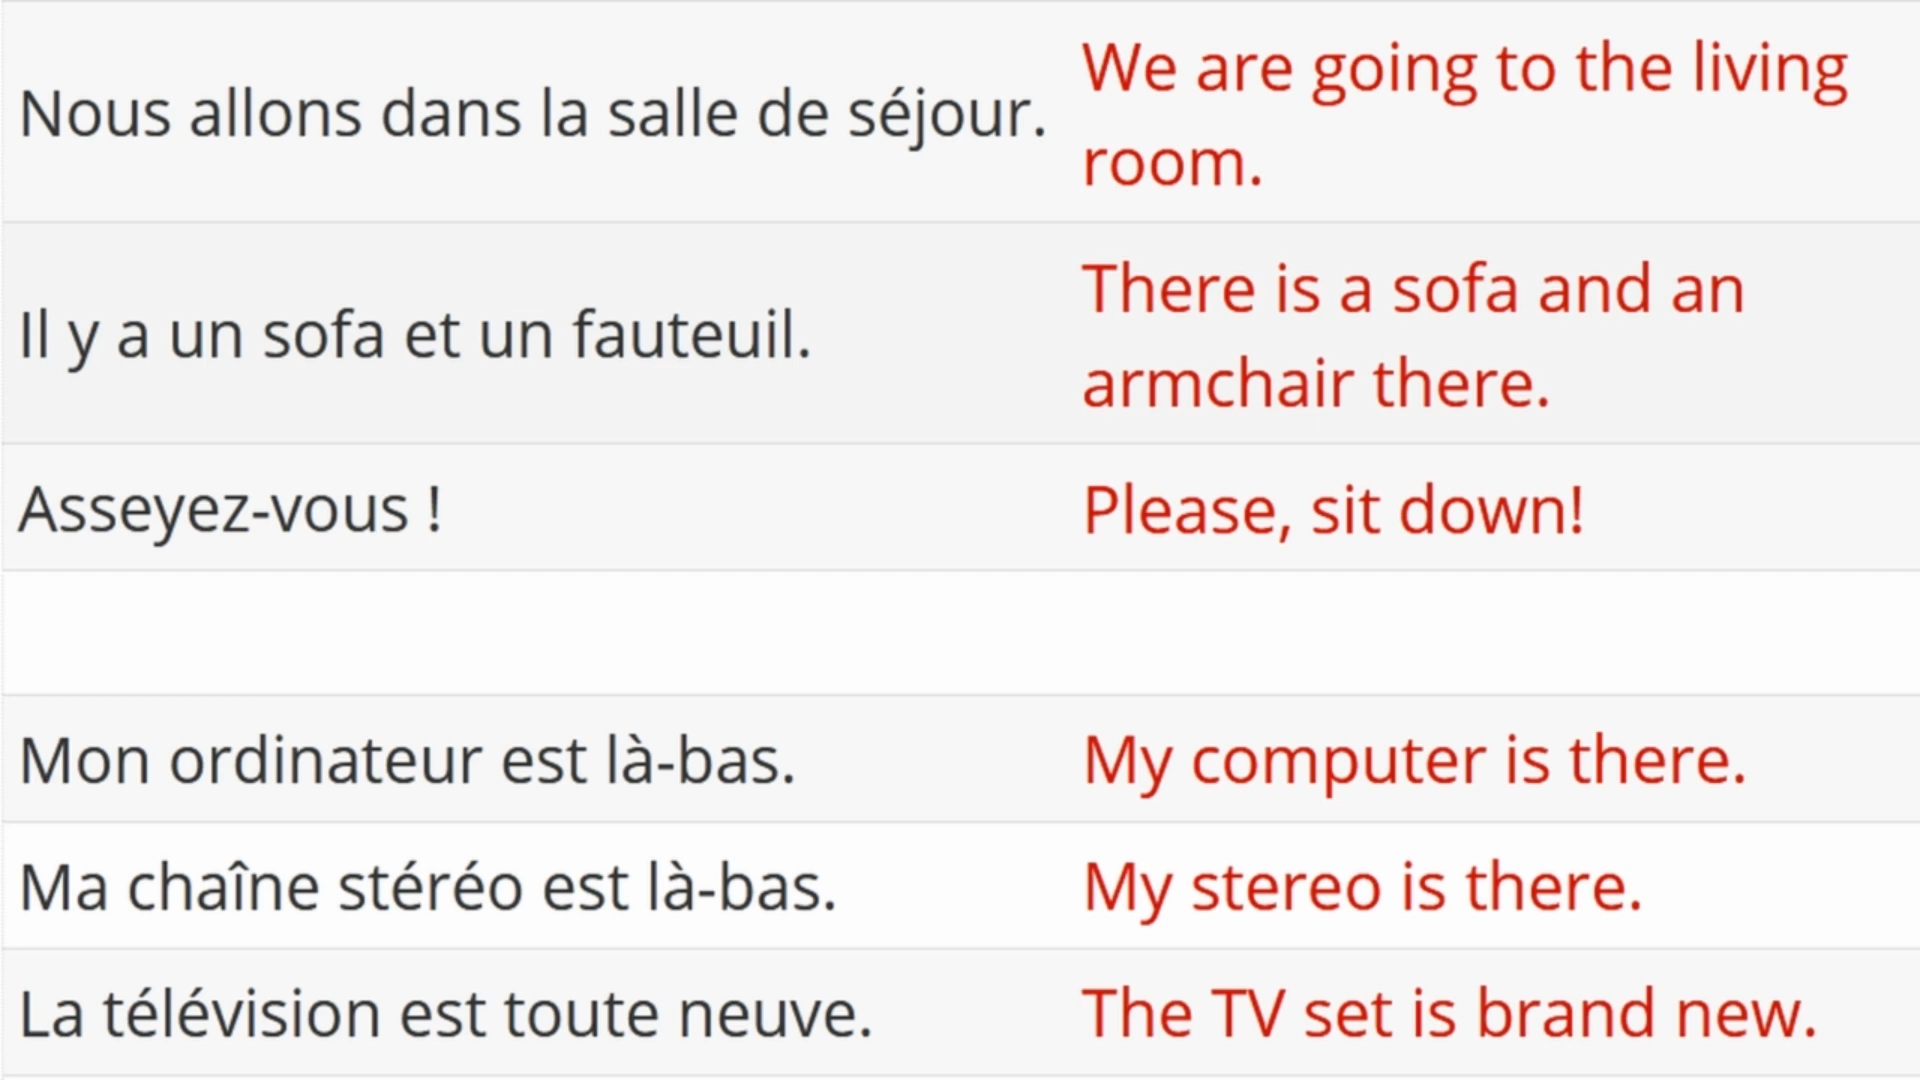 Nous allons dans la salle de séjour.
We are going to the living
room.
Il y a un sofa et un fauteuil.
There is a sofa and an
armchair there.
Asseyez-vous !
Please, sit down!
Mon ordinateur est là-bas.
My computer is there.
Ma chaîne stéréo est là-bas.
My stereo is there.
La télévision est toute neuve.
The TV set is brand new.